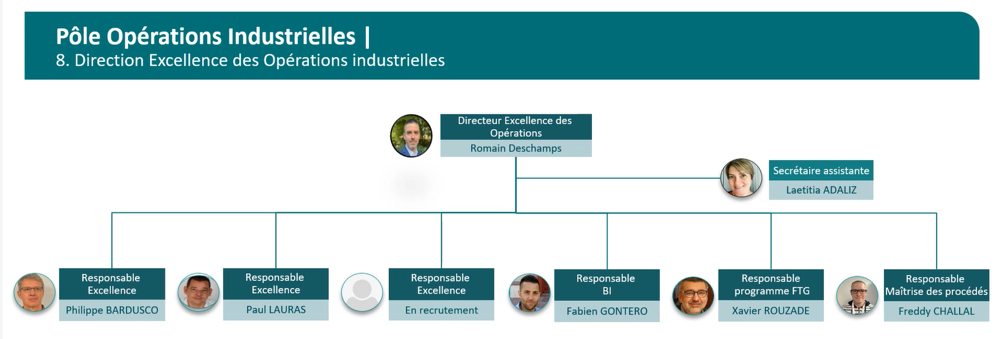 Pôle Opérations Industrielles |
8. Direction Excellence des Opérations industrielles
Directeur Excellence des
Opérations
Romain Deschamps
Secrétaire assistante
Laetitia ADALIZ
Responsable
Excellence
Philippe BARDUSCO
Responsable
Excellence
Paul LAURAS
Responsable
Excellence
En recrutement
Responsable
BI
Fabien GONTERO
Responsable
programme FTG
Xavier ROUZADE
Responsable
Maîtrise des procédés
Freddy CHALLAL